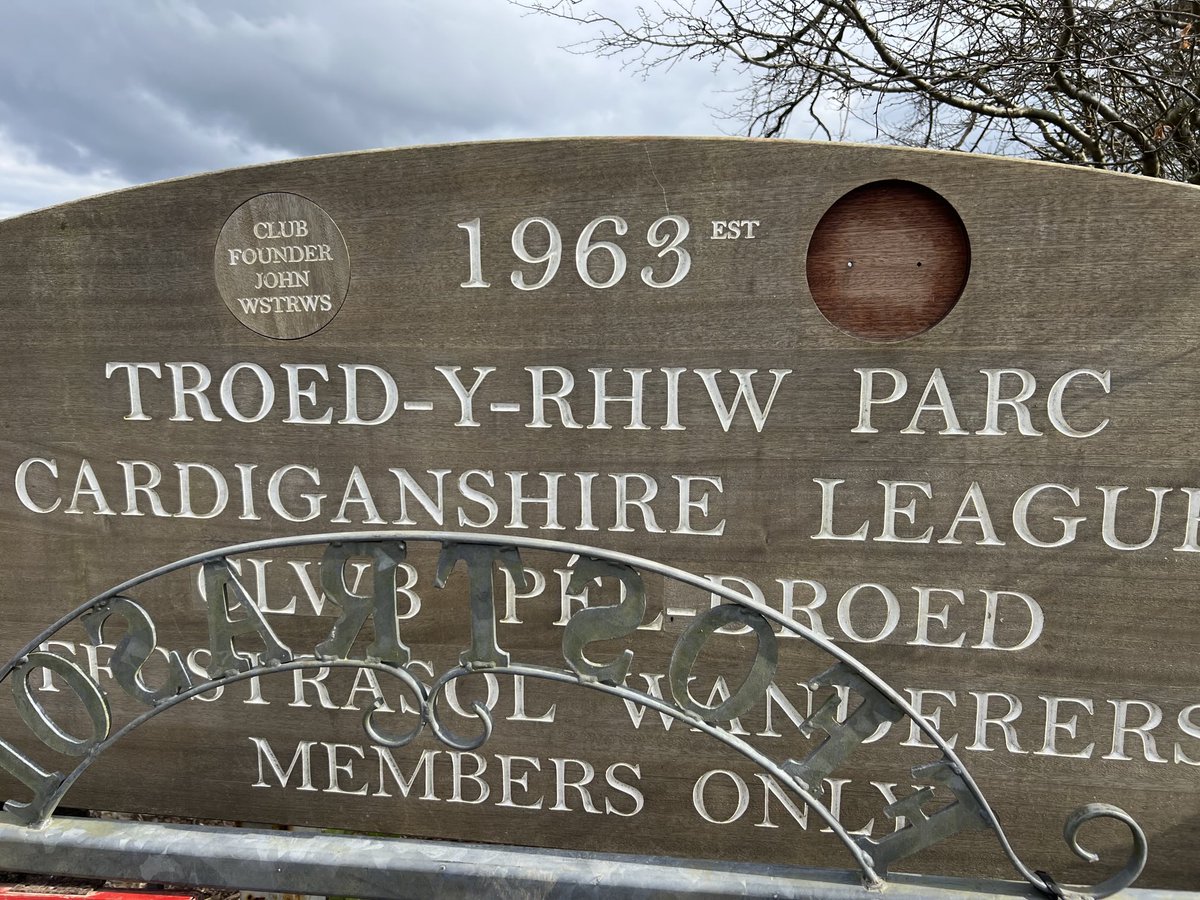 CLUB
FOUNDER
JOHN
WSTRWS
1963 EST
TROED-Y-RHIW PARC
CARDIGANSHIRE LEAGUE
CLWB PÊL-DROED
FFOSTRASOL WANDERERS
MEMBERS ONLY
FFOSTRASOL